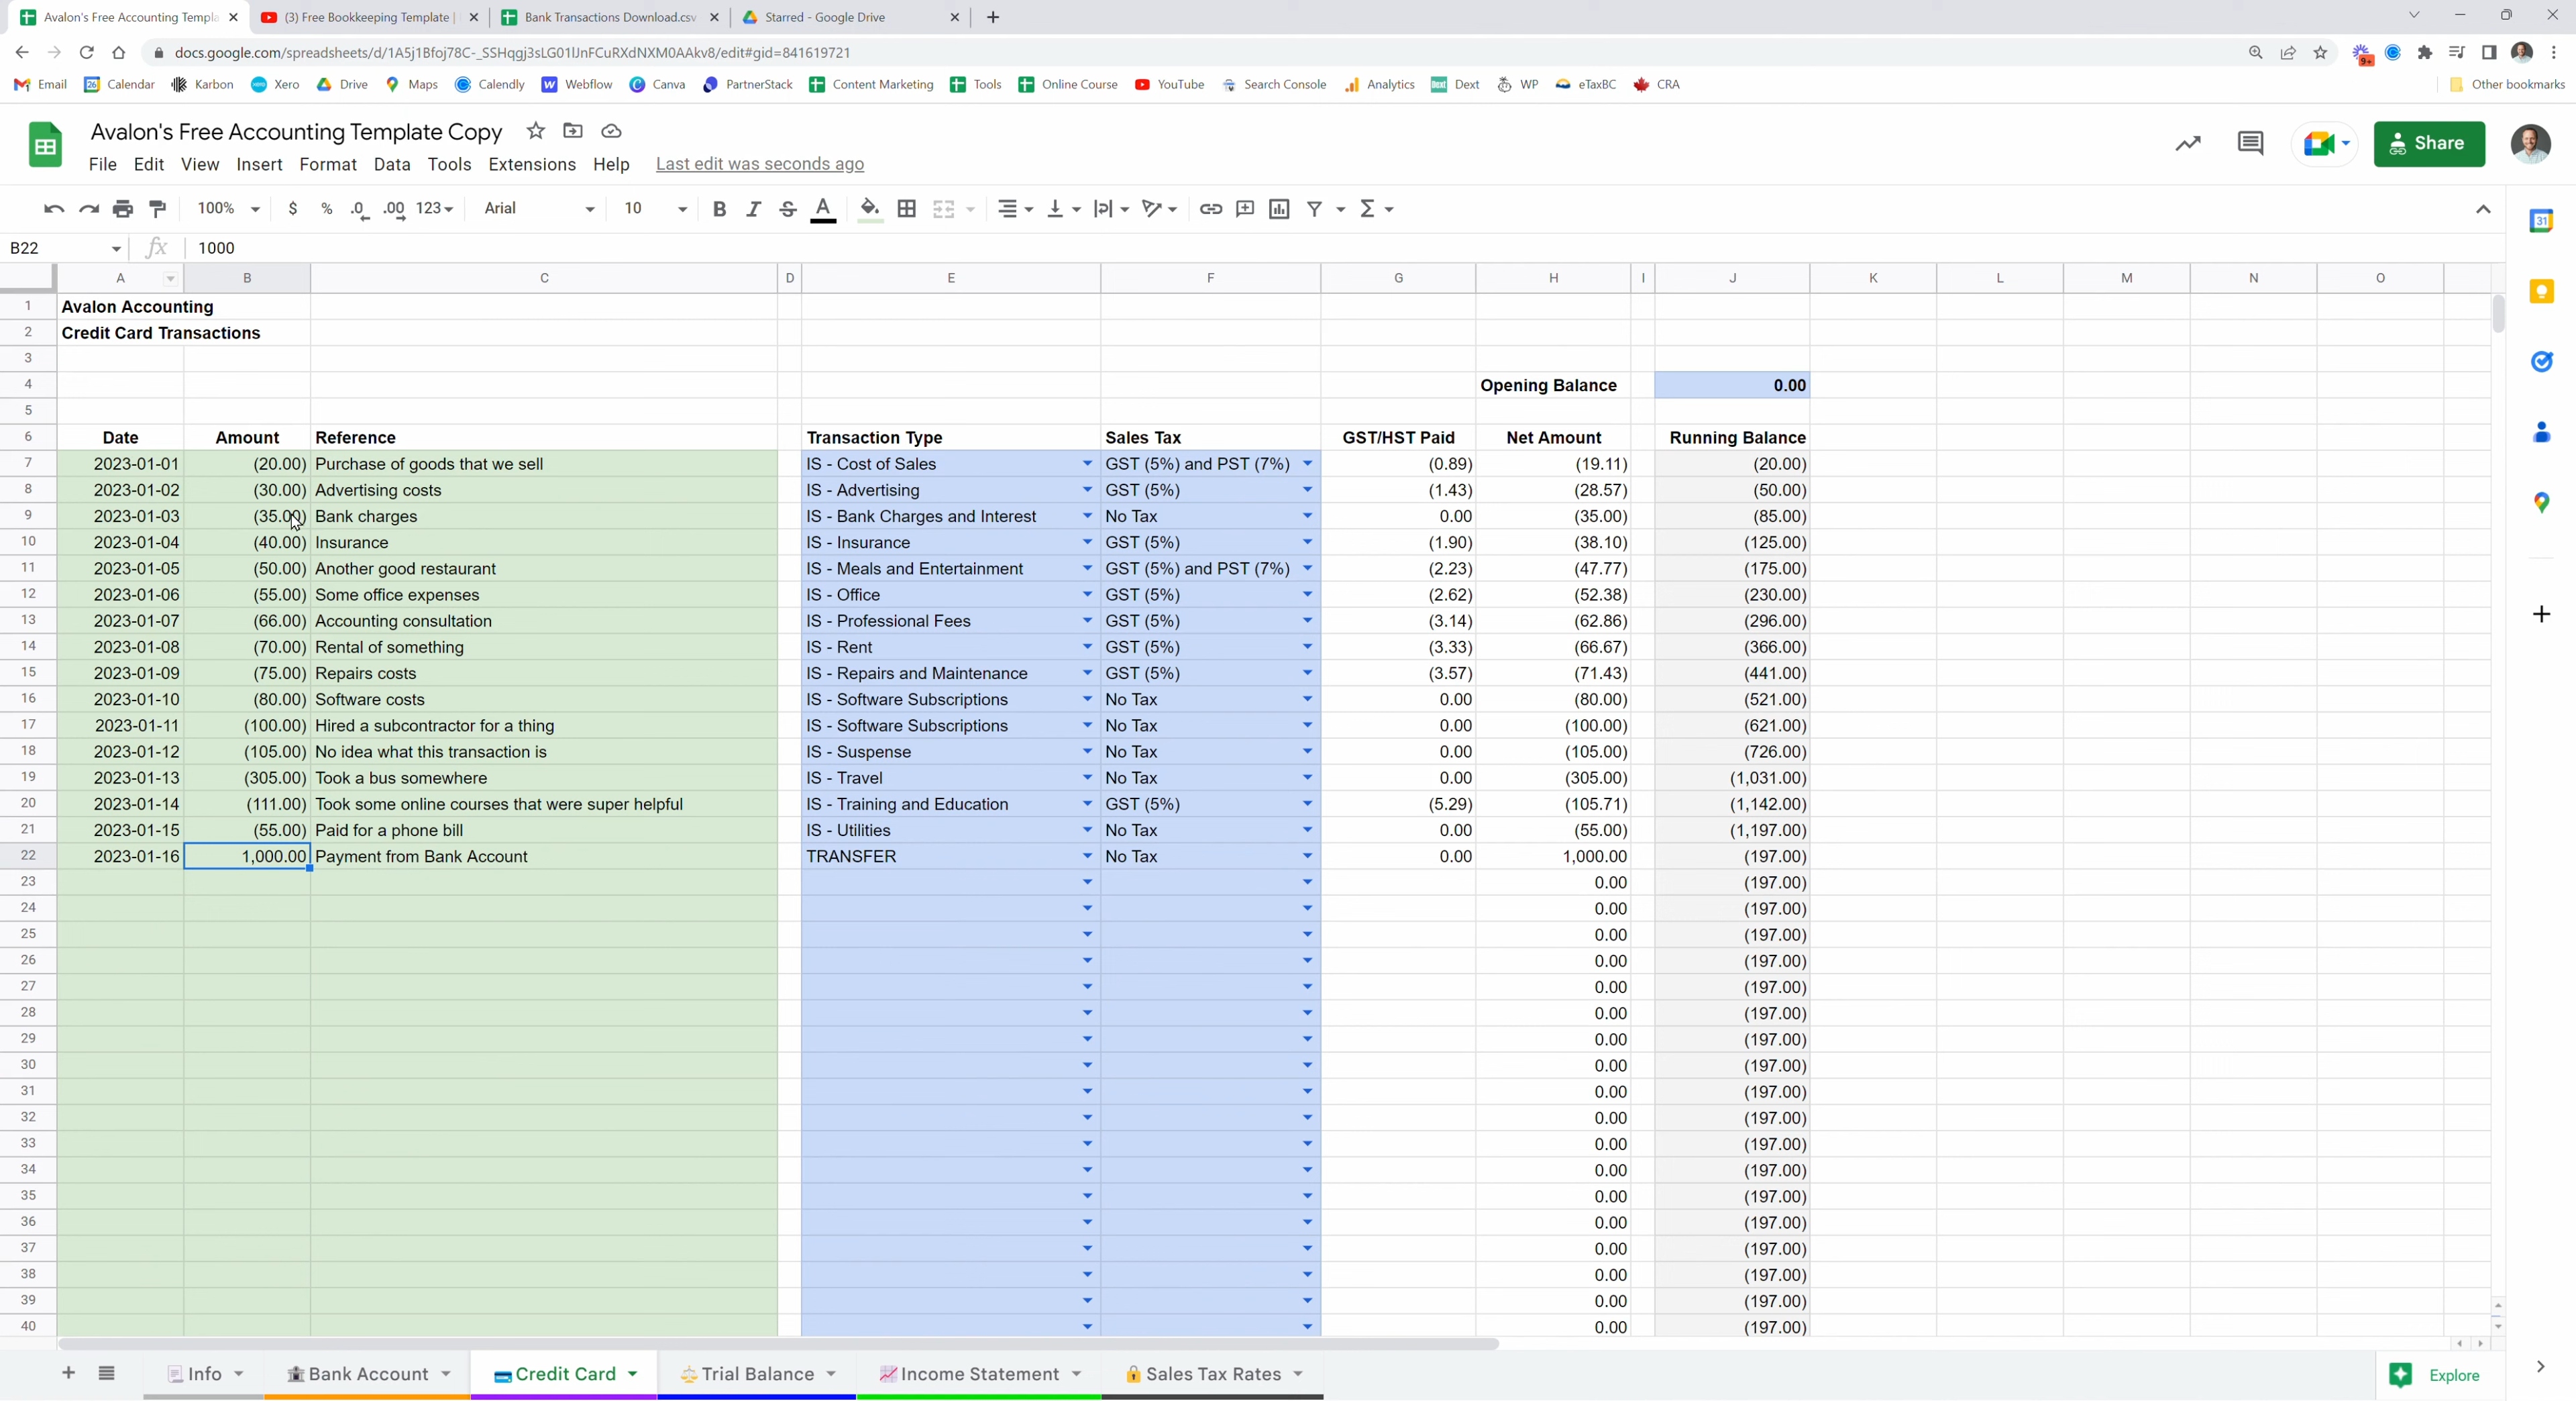 Avalon's Free Accounting Templa
(3) Free Bookkeeping Template |
Bank Transactions Download.csv
Starred - Google Drive
docs.google.com/spreadsheets/d/1A5j1Bfoj78C-_SSHqgj3sLG01lJnFCuRXdNXM0AAkv8/edit#gid=841619721
9+
Email
26 Calendar
Karbon
Xero
Drive
Maps
Calendly
Webflow
Canva
PartnerStack
Content Marketing
Tools
Online Course
YouTube
Search Console
Analytics
Dext
WP
eTaxBC
CRA
Other bookmarks
Avalon's Free Accounting Template Copy
File Edit View Insert Format Data Tools Extensions Help Last edit was seconds ago
Share
100% $ % .0 .00 123 Arial 10 B I S A
31
B22 fx 1000
A B C D E F G H I J K L M N O
1 Avalon Accounting
2 Credit Card Transactions
3
4 Opening Balance 0.00
5
6 Date Amount Reference Transaction Type Sales Tax GST/HST Paid Net Amount Running Balance
7 2023-01-01 (20.00) Purchase of goods that we sell IS - Cost of Sales GST (5%) and PST (7%) (0.89) (19.11) (20.00)
8 2023-01-02 (30.00) Advertising costs IS - Advertising GST (5%) (1.43) (28.57) (50.00)
9 2023-01-03 (35.00) Bank charges IS - Bank Charges and Interest No Tax 0.00 (35.00) (85.00)
10 2023-01-04 (40.00) Insurance IS - Insurance GST (5%) (1.90) (38.10) (125.00)
11 2023-01-05 (50.00) Another good restaurant IS - Meals and Entertainment GST (5%) and PST (7%) (2.23) (47.77) (175.00)
12 2023-01-06 (55.00) Some office expenses IS - Office GST (5%) (2.62) (52.38) (230.00)
13 2023-01-07 (66.00) Accounting consultation IS - Professional Fees GST (5%) (3.14) (62.86) (296.00)
14 2023-01-08 (70.00) Rental of something IS - Rent GST (5%) (3.33) (66.67) (366.00)
15 2023-01-09 (75.00) Repairs costs IS - Repairs and Maintenance GST (5%) (3.57) (71.43) (441.00)
16 2023-01-10 (80.00) Software costs IS - Software Subscriptions No Tax 0.00 (80.00) (521.00)
17 2023-01-11 (100.00) Hired a subcontractor for a thing IS - Software Subscriptions No Tax 0.00 (100.00) (621.00)
18 2023-01-12 (105.00) No idea what this transaction is IS - Suspense No Tax 0.00 (105.00) (726.00)
19 2023-01-13 (305.00) Took a bus somewhere IS - Travel No Tax 0.00 (305.00) (1,031.00)
20 2023-01-14 (111.00) Took some online courses that were super helpful IS - Training and Education GST (5%) (5.29) (105.71) (1,142.00)
21 2023-01-15 (55.00) Paid for a phone bill IS - Utilities No Tax 0.00 (55.00) (1,197.00)
22 2023-01-16 1,000.00 Payment from Bank Account TRANSFER No Tax 0.00 1,000.00 (197.00)
23 0.00 (197.00)
24 0.00 (197.00)
25 0.00 (197.00)
26 0.00 (197.00)
27 0.00 (197.00)
28 0.00 (197.00)
29 0.00 (197.00)
30 0.00 (197.00)
31 0.00 (197.00)
32 0.00 (197.00)
33 0.00 (197.00)
34 0.00 (197.00)
35 0.00 (197.00)
36 0.00 (197.00)
37 0.00 (197.00)
38 0.00 (197.00)
39 0.00 (197.00)
40 0.00 (197.00)
Info Bank Account Credit Card Trial Balance Income Statement Sales Tax Rates Explore